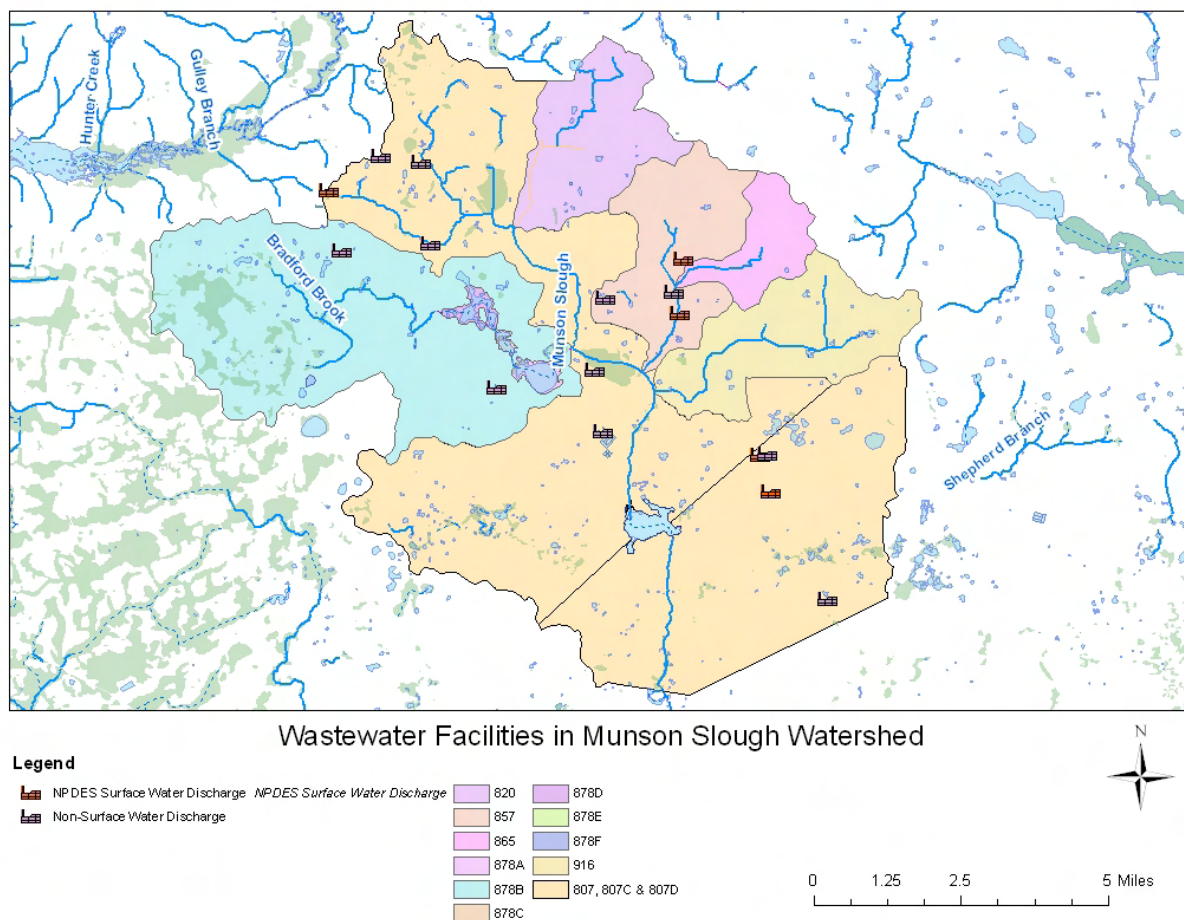 Hunter Creek
Gulley Branch
Bradford Brook
Munson Slough
Shepherd Branch
Wastewater Facilities in Munson Slough Watershed
N
Legend
NPDES Surface Water Discharge NPDES Surface Water Discharge
Non-Surface Water Discharge
820
857
865
878A
878B
878C
878D
878E
878F
916
807, 807C & 807D
0 1.25 2.5 5 Miles